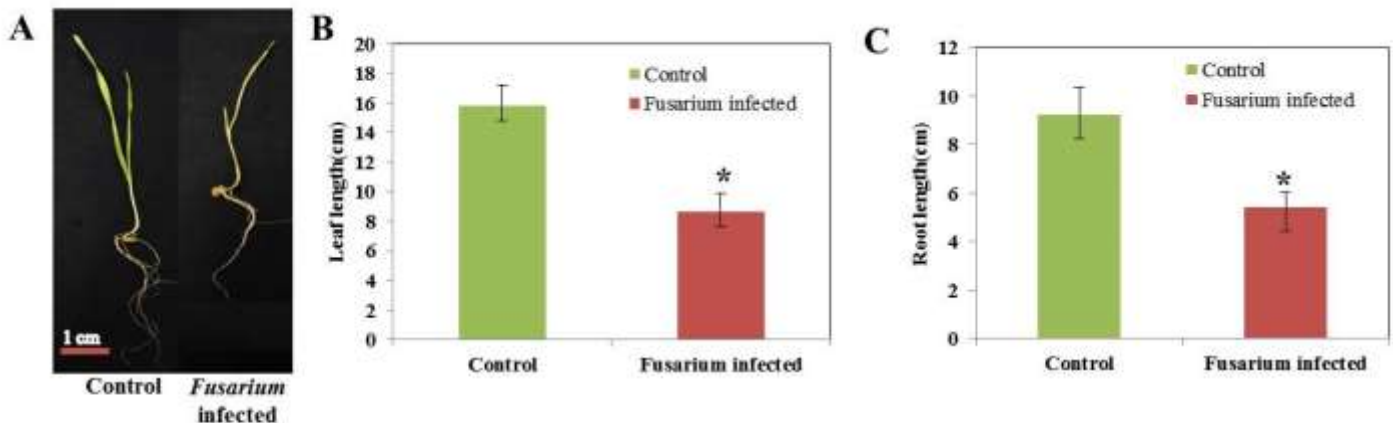 A
1 cm
Control
Fusarium
infected
B
20
18
16
14
12
10
8
6
4
2
0
Leaf length(cm)
Control
Fusarium infected
*
Control
Fusarium infected
C
12
10
8
6
4
2
0
Root length(cm)
Control
Fusarium infected
*
Control
Fusarium infected